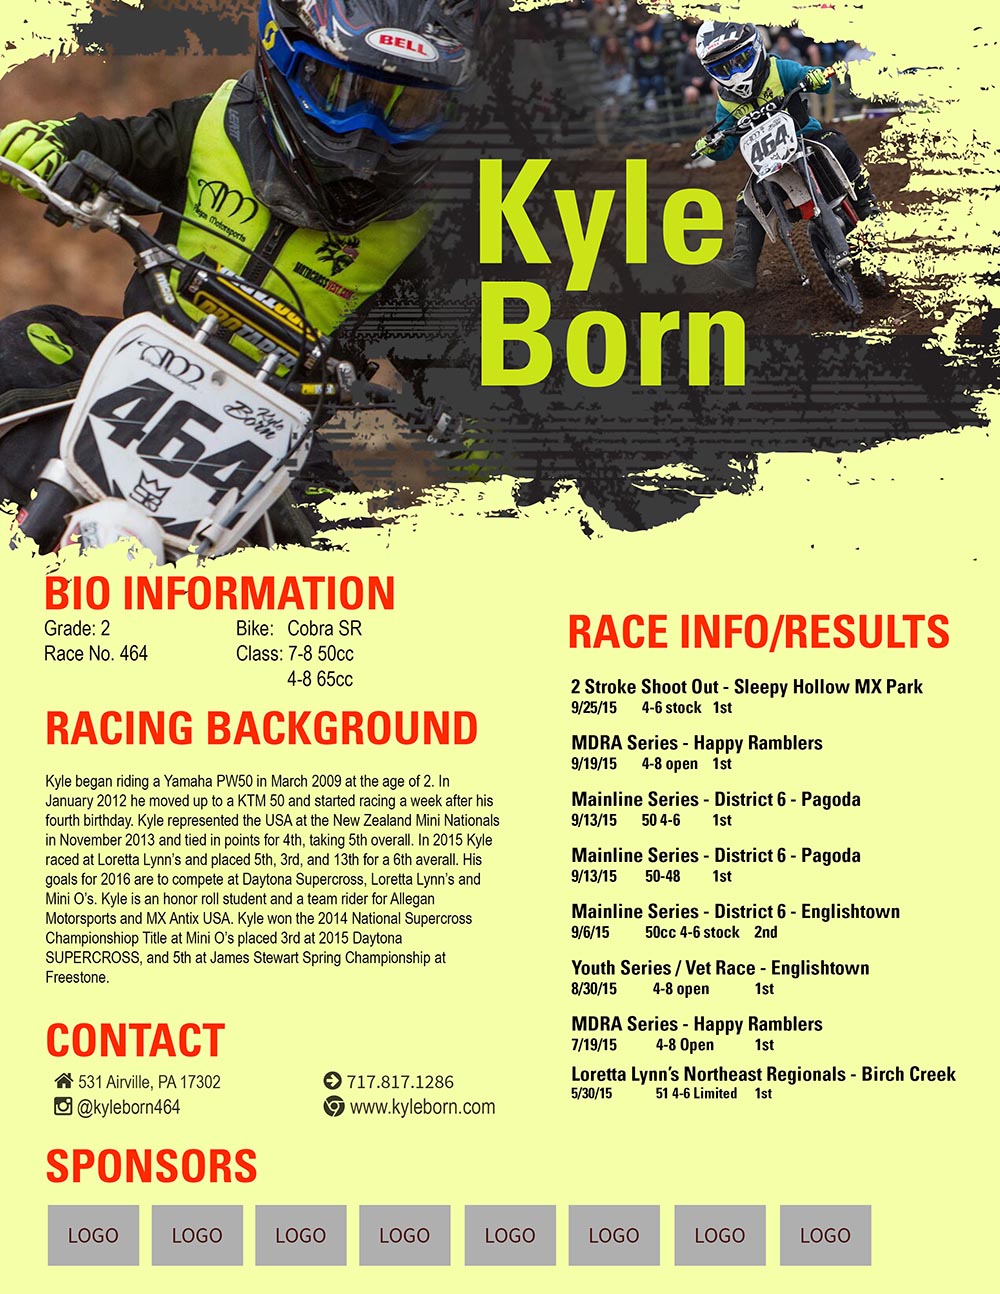 BELL
Allegan Motorsports
MOTOCROSSVEST.COM
464
Kyle Born
464
Kyle
Born
BIO INFORMATION
Grade: 2
Bike: Cobra SR
Race No. 464
Class: 7-8 50cc
4-8 65cc
RACING BACKGROUND
Kyle began riding a Yamaha PW50 in March 2009 at the age of 2. In
January 2012 he moved up to a KTM 50 and started racing a week after his
fourth birthday. Kyle represented the USA at the New Zealand Mini Nationals
in November 2013 and tied in points for 4th, taking 5th overall. In 2015 Kyle
raced at Loretta Lynn's and placed 5th, 3rd, and 13th for a 6th averall. His
goals for 2016 are to compete at Daytona Supercross, Loretta Lynn's and
Mini O's. Kyle is an honor roll student and a team rider for Allegan
Motorsports and MX Antix USA. Kyle won the 2014 National Supercross
Championshiop Title at Mini O's placed 3rd at 2015 Daytona
SUPERCROSS, and 5th at James Stewart Spring Championship at
Freestone.
CONTACT
531 Airville, PA 17302
717.817.1286
@kyleborn464
www.kyleborn.com
RACE INFO/RESULTS
2 Stroke Shoot Out - Sleepy Hollow MX Park
9/25/15 4-6 stock 1st
MDRA Series - Happy Ramblers
9/19/15 4-8 open 1st
Mainline Series - District 6 - Pagoda
9/13/15 50 4-6 1st
Mainline Series - District 6 - Pagoda
9/13/15 50-48 1st
Mainline Series - District 6 - Englishtown
9/6/15 50cc 4-6 stock 2nd
Youth Series / Vet Race - Englishtown
8/30/15 4-8 open 1st
MDRA Series - Happy Ramblers
7/19/15 4-8 Open 1st
Loretta Lynn's Northeast Regionals - Birch Creek
5/30/15 51 4-6 Limited 1st
SPONSORS
LOGO LOGO LOGO LOGO LOGO LOGO LOGO LOGO